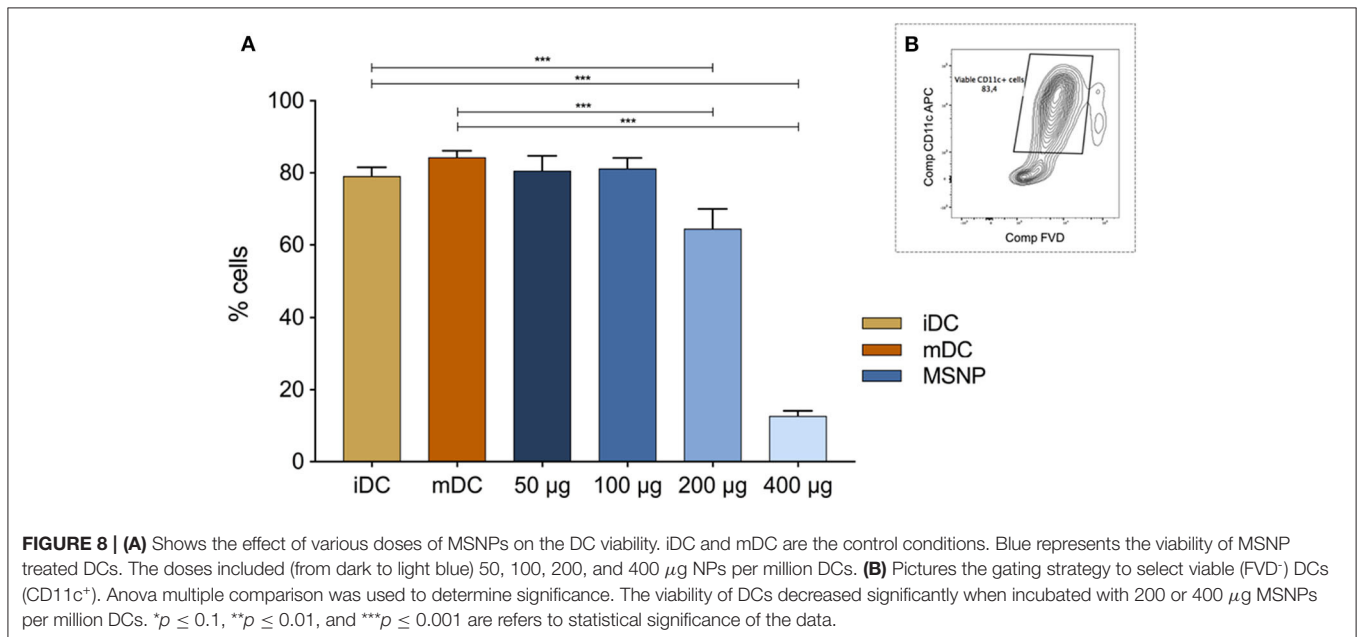 A
B
***
***
***
***
100
80
60
40
20
0
% cells
iDC
mDC
50 µg
100 µg
200 µg
400 µg
Viable CD11c+ cells
83,4
Comp CD11c APC
Comp FVD
iDC
mDC
MSNP
FIGURE 8 | (A) Shows the effect of various doses of MSNPs on the DC viability. iDC and mDC are the control conditions. Blue represents the viability of MSNP
treated DCs. The doses included (from dark to light blue) 50, 100, 200, and 400 µg NPs per million DCs. (B) Pictures the gating strategy to select viable (FVD⁻) DCs
(CD11c⁺). Anova multiple comparison was used to determine significance. The viability of DCs decreased significantly when incubated with 200 or 400 µg MSNPs
per million DCs. *p ≤ 0.1, **p ≤ 0.01, and ***p ≤ 0.001 are refers to statistical significance of the data.